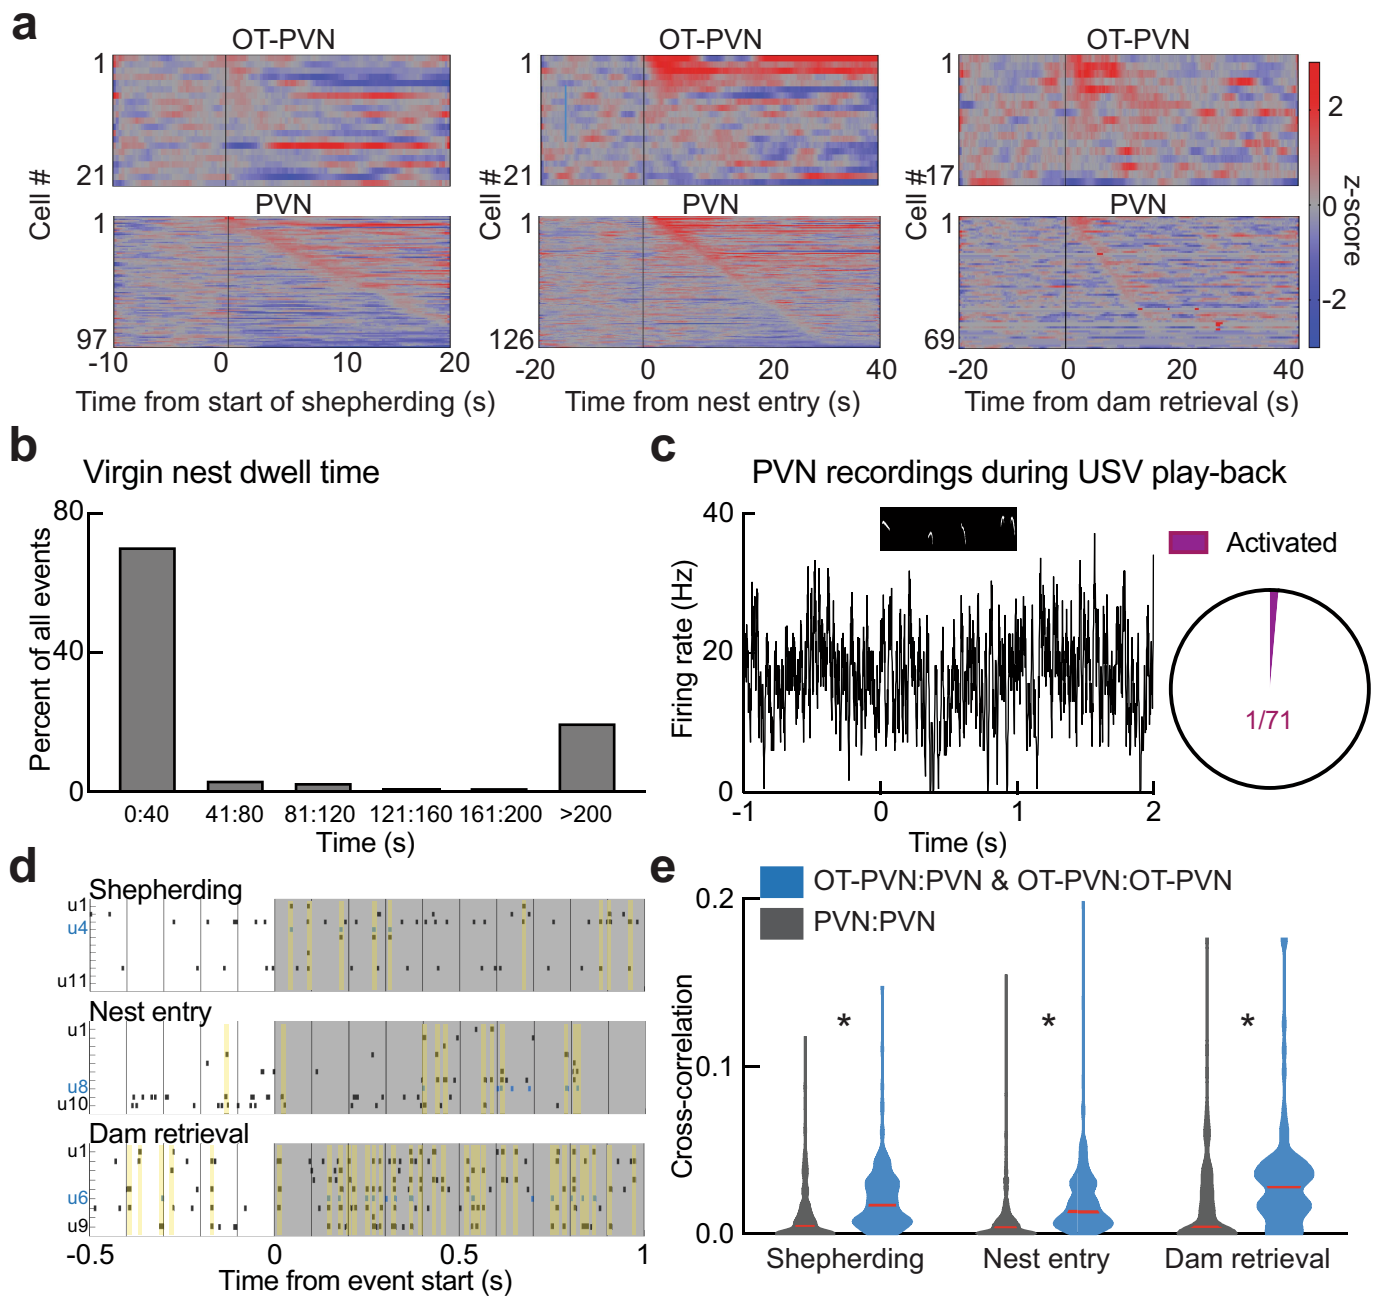 a
OT-PVN
OT-PVN
OT-PVN
1
1
1
21
21
17
PVN
PVN
PVN
1
1
1
97
126
69
Cell #
Cell #
Cell #
-10 0 10 20
-20 0 20 40
-20 0 20 40
Time from start of shepherding (s)
Time from nest entry (s)
Time from dam retrieval (s)
2
0
-2
z-score
b
Virgin nest dwell time
80
40
0
Percent of all events
0:40 41:80 81:120 121:160 161:200 >200
Time (s)
c
PVN recordings during USV play-back
40
20
0
Firing rate (Hz)
-1 0 1 2
Time (s)
Activated
1/71
d
Shepherding
u1
u4
u11
Nest entry
u1
u8
u10
Dam retrieval
u1
u6
u9
-0.5 0 0.5 1
Time from event start (s)
e
OT-PVN:PVN & OT-PVN:OT-PVN
PVN:PVN
0.2
0.1
0.0
Cross-correlation
* * *
Shepherding Nest entry Dam retrieval